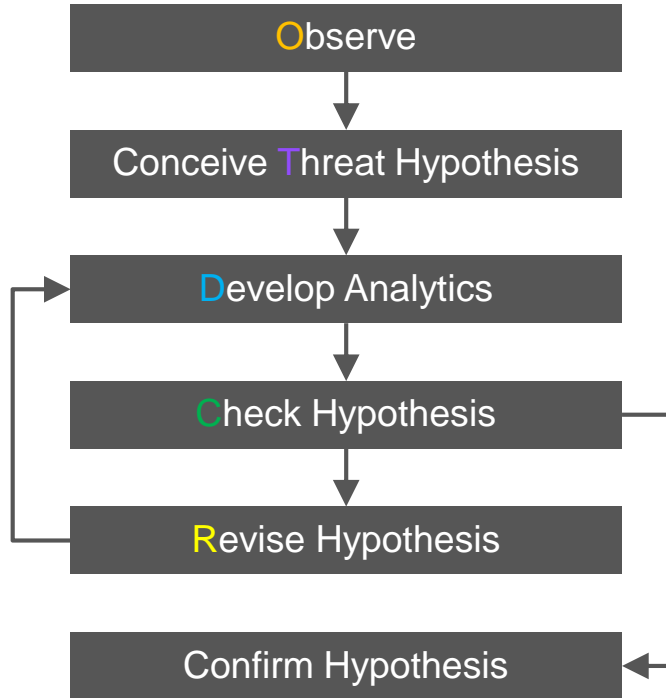 Observe
Conceive Threat Hypothesis
Develop Analytics
Check Hypothesis
Revise Hypothesis
Confirm Hypothesis